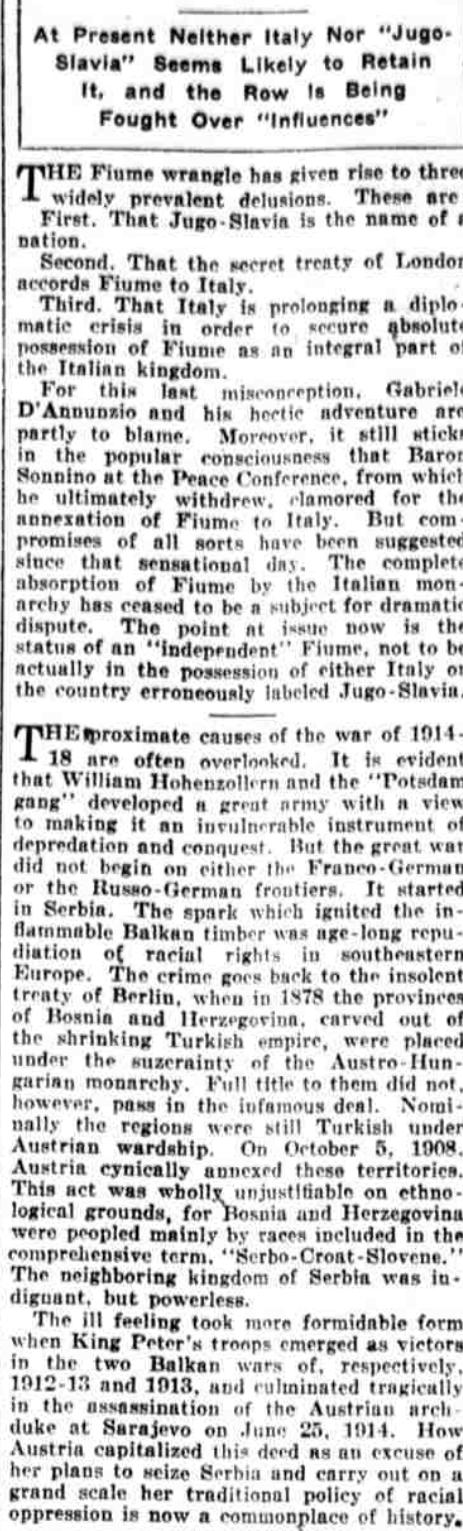 At Present Neither Italy Nor "Jugo-
Slavia" Seems Likely to Retain
It, and the Row Is Being
Fought Over "Influences"
THE Fiume wrangle has given rise to three
widely prevalent delusions. These are
First. That Jugo-Slavia is the name of a
nation.
Second. That the secret treaty of London
accords Fiume to Italy.
Third. That Italy is prolonging a diplo-
matic crisis in order to secure absolute
possession of Fiume as an integral part of
the Italian kingdom.
For this last misconception, Gabriele
D'Annunzio and his hectic adventure are
partly to blame. Moreover, it still sticks
in the popular consciousness that Baron
Sonnino at the Peace Conference, from which
he ultimately withdrew, clamored for the
annexation of Fiume to Italy. But com-
promises of all sorts have been suggested
since that sensational day. The complete
absorption of Fiume by the Italian mon-
archy has ceased to be a subject for dramatic
dispute. The point at issue now is the
status of an "independent" Fiume, not to be
actually in the possession of either Italy or
the country erroneously labeled Jugo-Slavia.
THE proximate causes of the war of 1914-
18 are often overlooked. It is evident
that William Hohenzollern and the "Potsdam
gang" developed a great army with a view
to making it an invulnerable instrument of
depredation and conquest. But the great war
did not begin on either the Franco-German
or the Russo-German frontiers. It started
in Serbia. The spark which ignited the in-
flammable Balkan timber was age-long repu-
diation of racial rights in southeastern
Europe. The crime goes back to the insolent
treaty of Berlin, when in 1878 the provinces
of Bosnia and Herzegovina, carved out of
the shrinking Turkish empire, were placed
under the suzerainty of the Austro-Hun-
garian monarchy. Full title to them did not,
however, pass in the infamous deal. Nomi-
nally the regions were still Turkish under
Austrian wardship. On October 5, 1908,
Austria cynically annexed these territories.
This act was wholly unjustifiable on ethno-
logical grounds, for Bosnia and Herzegovina
were peopled mainly by races included in the
comprehensive term, "Serbo-Croat-Slovene."
The neighboring kingdom of Serbia was in-
dignant, but powerless.
The ill feeling took more formidable form
when King Peter's troops emerged as victors
in the two Balkan wars of, respectively,
1912-13 and 1913, and culminated tragically
in the assassination of the Austrian arch-
duke at Sarajevo on June 25, 1914. How
Austria capitalized this deed as an excuse of
her plans to seize Serbia and carry out on a
grand scale her traditional policy of racial
oppression is now a commonplace of history.